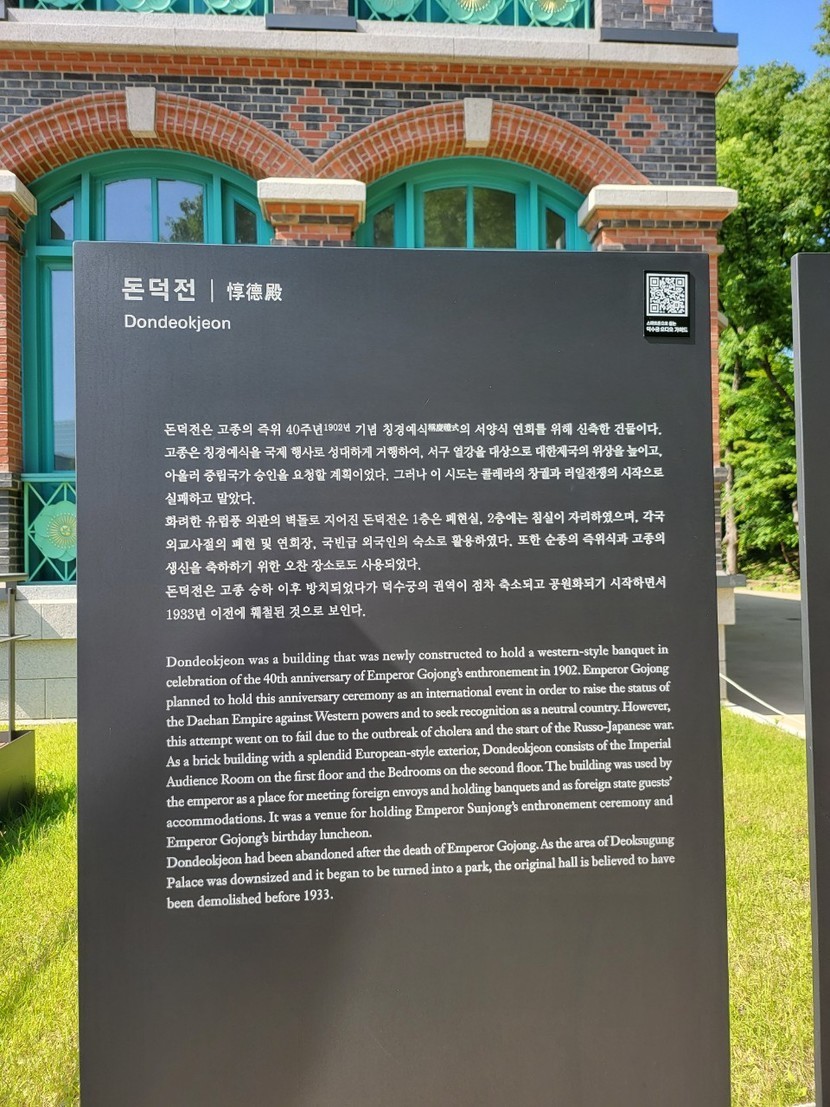 돈덕전 | 惇德殿
Dondeokjeon
스마트폰으로 듣는
덕수궁 오디오 가이드
돈덕전은 고종의 즉위 40주년1902년 기념 칭경예식稱慶禮式의 서양식 연회를 위해 신축한 건물이다.
고종은 칭경예식을 국제 행사로 성대하게 거행하여, 서구 열강을 대상으로 대한제국의 위상을 높이고,
아울러 중립국가 승인을 요청할 계획이었다. 그러나 이 시도는 콜레라의 창궐과 러일전쟁의 시작으로
실패하고 말았다.
화려한 유럽풍 외관의 벽돌로 지어진 돈덕전은 1층은 폐현실, 2층에는 침실이 자리하였으며, 각국
외교사절의 폐현 및 연회장, 국빈급 외국인의 숙소로 활용하였다. 또한 순종의 즉위식과 고종의
생신을 축하하기 위한 오찬 장소로도 사용되었다.
돈덕전은 고종 승하 이후 방치되었다가 덕수궁의 권역이 점차 축소되고 공원화되기 시작하면서
1933년 이전에 훼철된 것으로 보인다.
Dondeokjeon was a building that was newly constructed to hold a western-style banquet in
celebration of the 40th anniversary of Emperor Gojong's enthronement in 1902. Emperor Gojong
planned to hold this anniversary ceremony as an international event in order to raise the status of
the Daehan Empire against Western powers and to seek recognition as a neutral country. However,
this attempt went on to fail due to the outbreak of cholera and the start of the Russo-Japanese war.
As a brick building with a splendid European-style exterior, Dondeokjeon consists of the Imperial
Audience Room on the first floor and the Bedrooms on the second floor. The building was used by
the emperor as a place for meeting foreign envoys and holding banquets and as foreign state guests'
accommodations. It was a venue for holding Emperor Sunjong's enthronement ceremony and
Emperor Gojong's birthday luncheon.
Dondeokjeon had been abandoned after the death of Emperor Gojong. As the area of Deoksugung
Palace was downsized and it began to be turned into a park, the original hall is believed to have
been demolished before 1933.